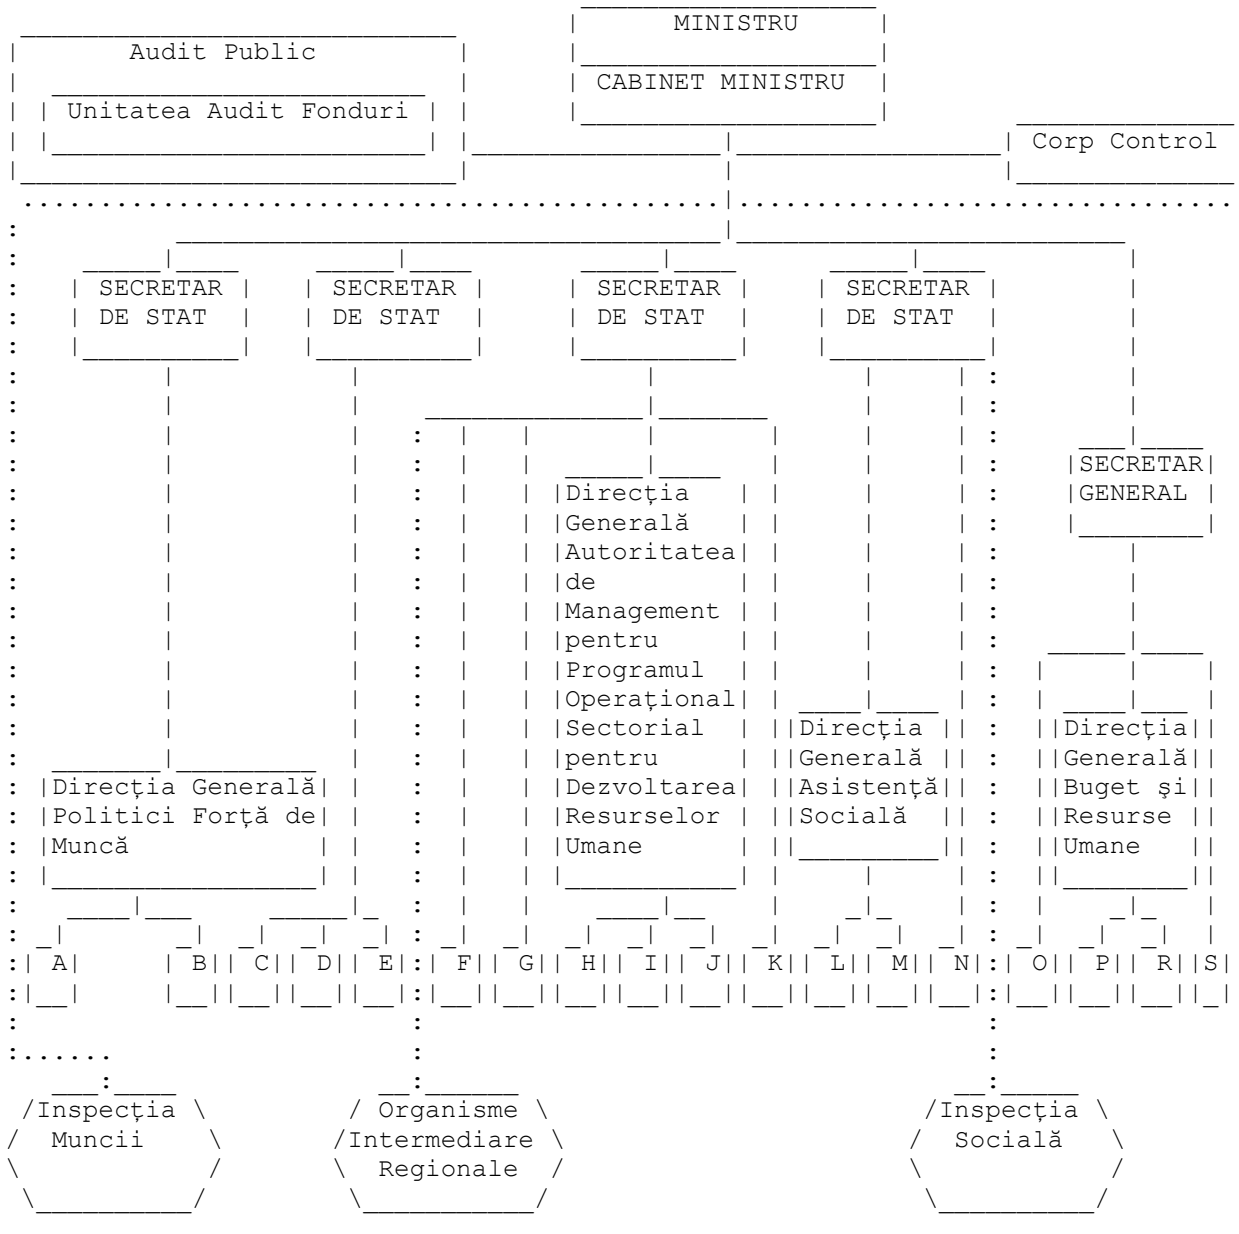 MINISTRU
Audit Public
CABINET MINISTRU
Unitatea Audit Fonduri
Corp Control
SECRETAR
DE STAT
SECRETAR
DE STAT
SECRETAR
DE STAT
SECRETAR
DE STAT
SECRETAR
GENERAL
Direcția
Generală
Autoritatea
de
Management
pentru
Programul
Operațional
Sectorial
pentru
Dezvoltarea
Resurselor
Umane
Direcția
Generală
Asistență
Socială
Direcția
Generală
Buget şi
Resurse
Umane
Direcția Generală
Politici Forță de
Muncă
A B C D E F G H I J K L M N O P R S
Inspecția
Muncii
Organisme
Intermediare
Regionale
Inspecția
Socială